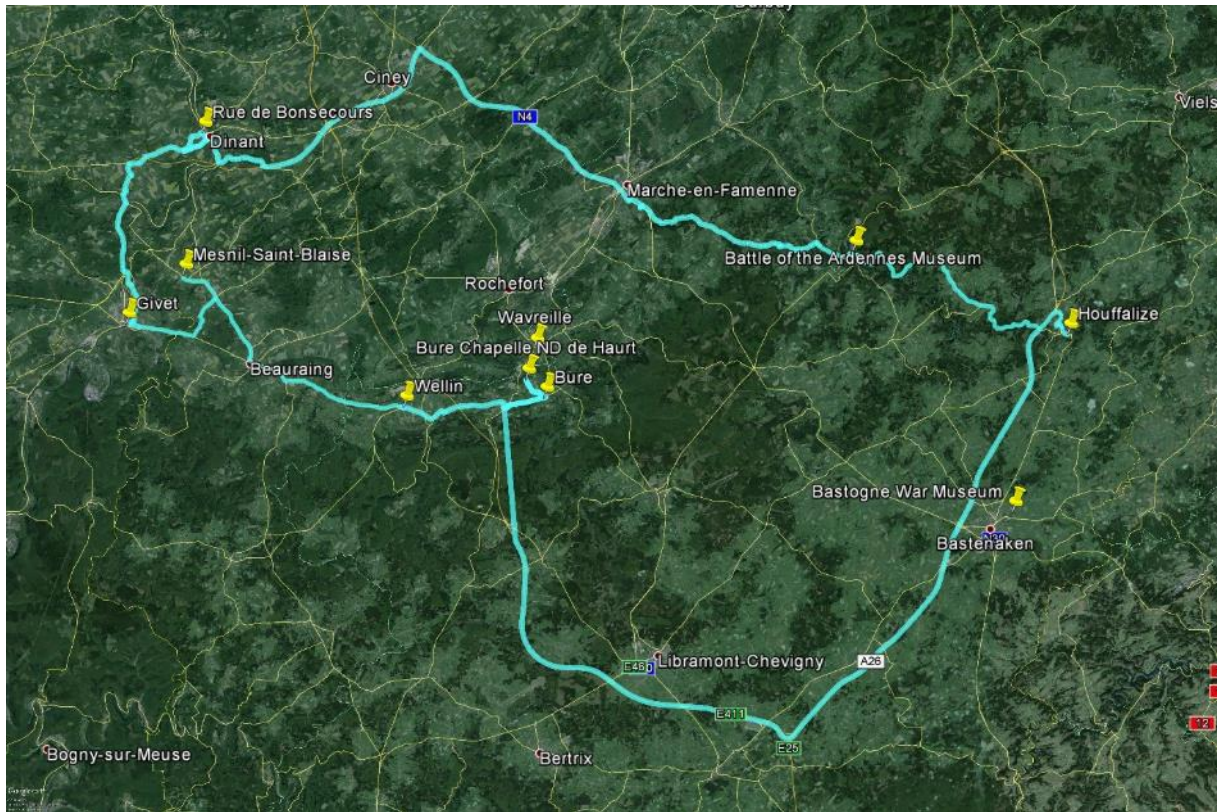 Ciney
Viels
Rue de Bonsecours
N4
Dinant
Marche-en-Famenne
Mesnil-Saint-Blaise
Battle of the Ardennes Museum
Rochefort
Givet
Wavreille
Houffalize
Bure Chapelle ND de Haurt
Beauraing
Wellin
Bure
Bastogne War Museum
Bastenaken
Libramont-Chevigny
E46
A26
E411
12
E25
Bogny-sur-Meuse
Bertrix